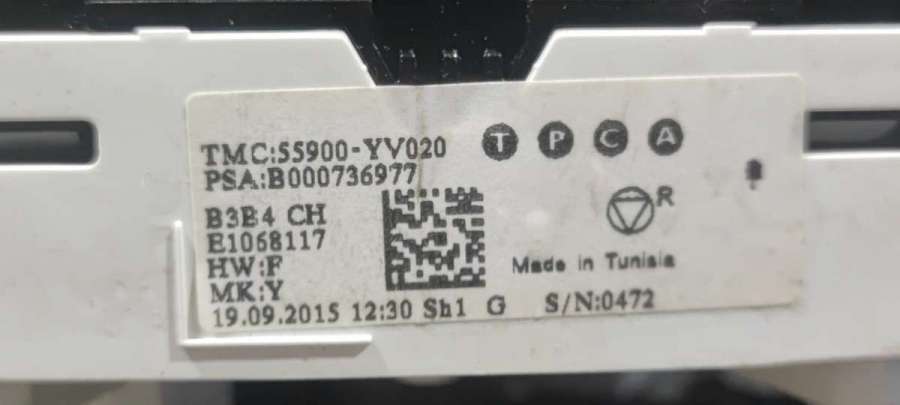 TMC:55900-YV020 T P C A
PSA:B000736977
B3B4 CH R
E1068117
HW:F Made in Tunisia
MK:Y
19.09.2015 12:30 Sh1 G S/N:0472